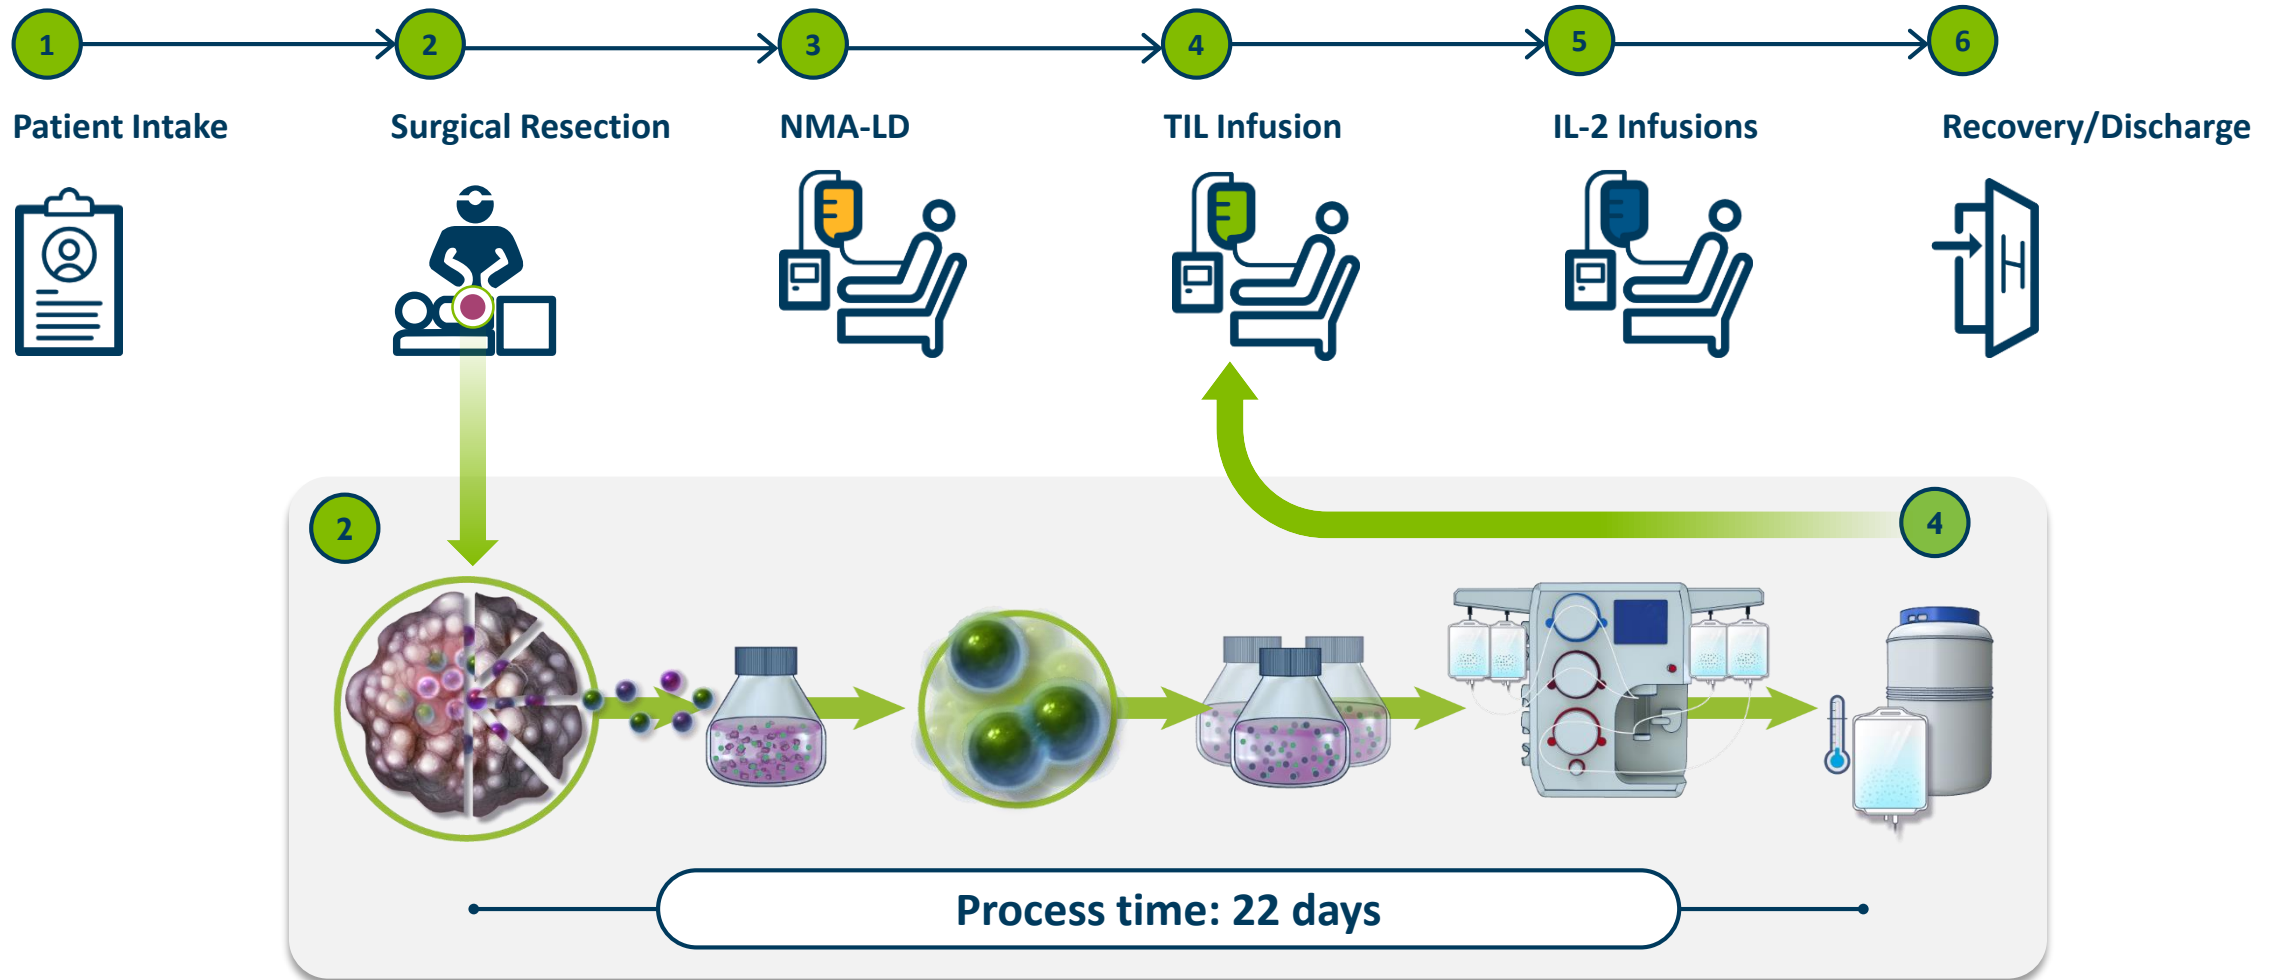 1
2
3
4
5
6
Patient Intake
Surgical Resection
NMA-LD
TIL Infusion
IL-2 Infusions
Recovery/Discharge
H
2
4
Process time: 22 days